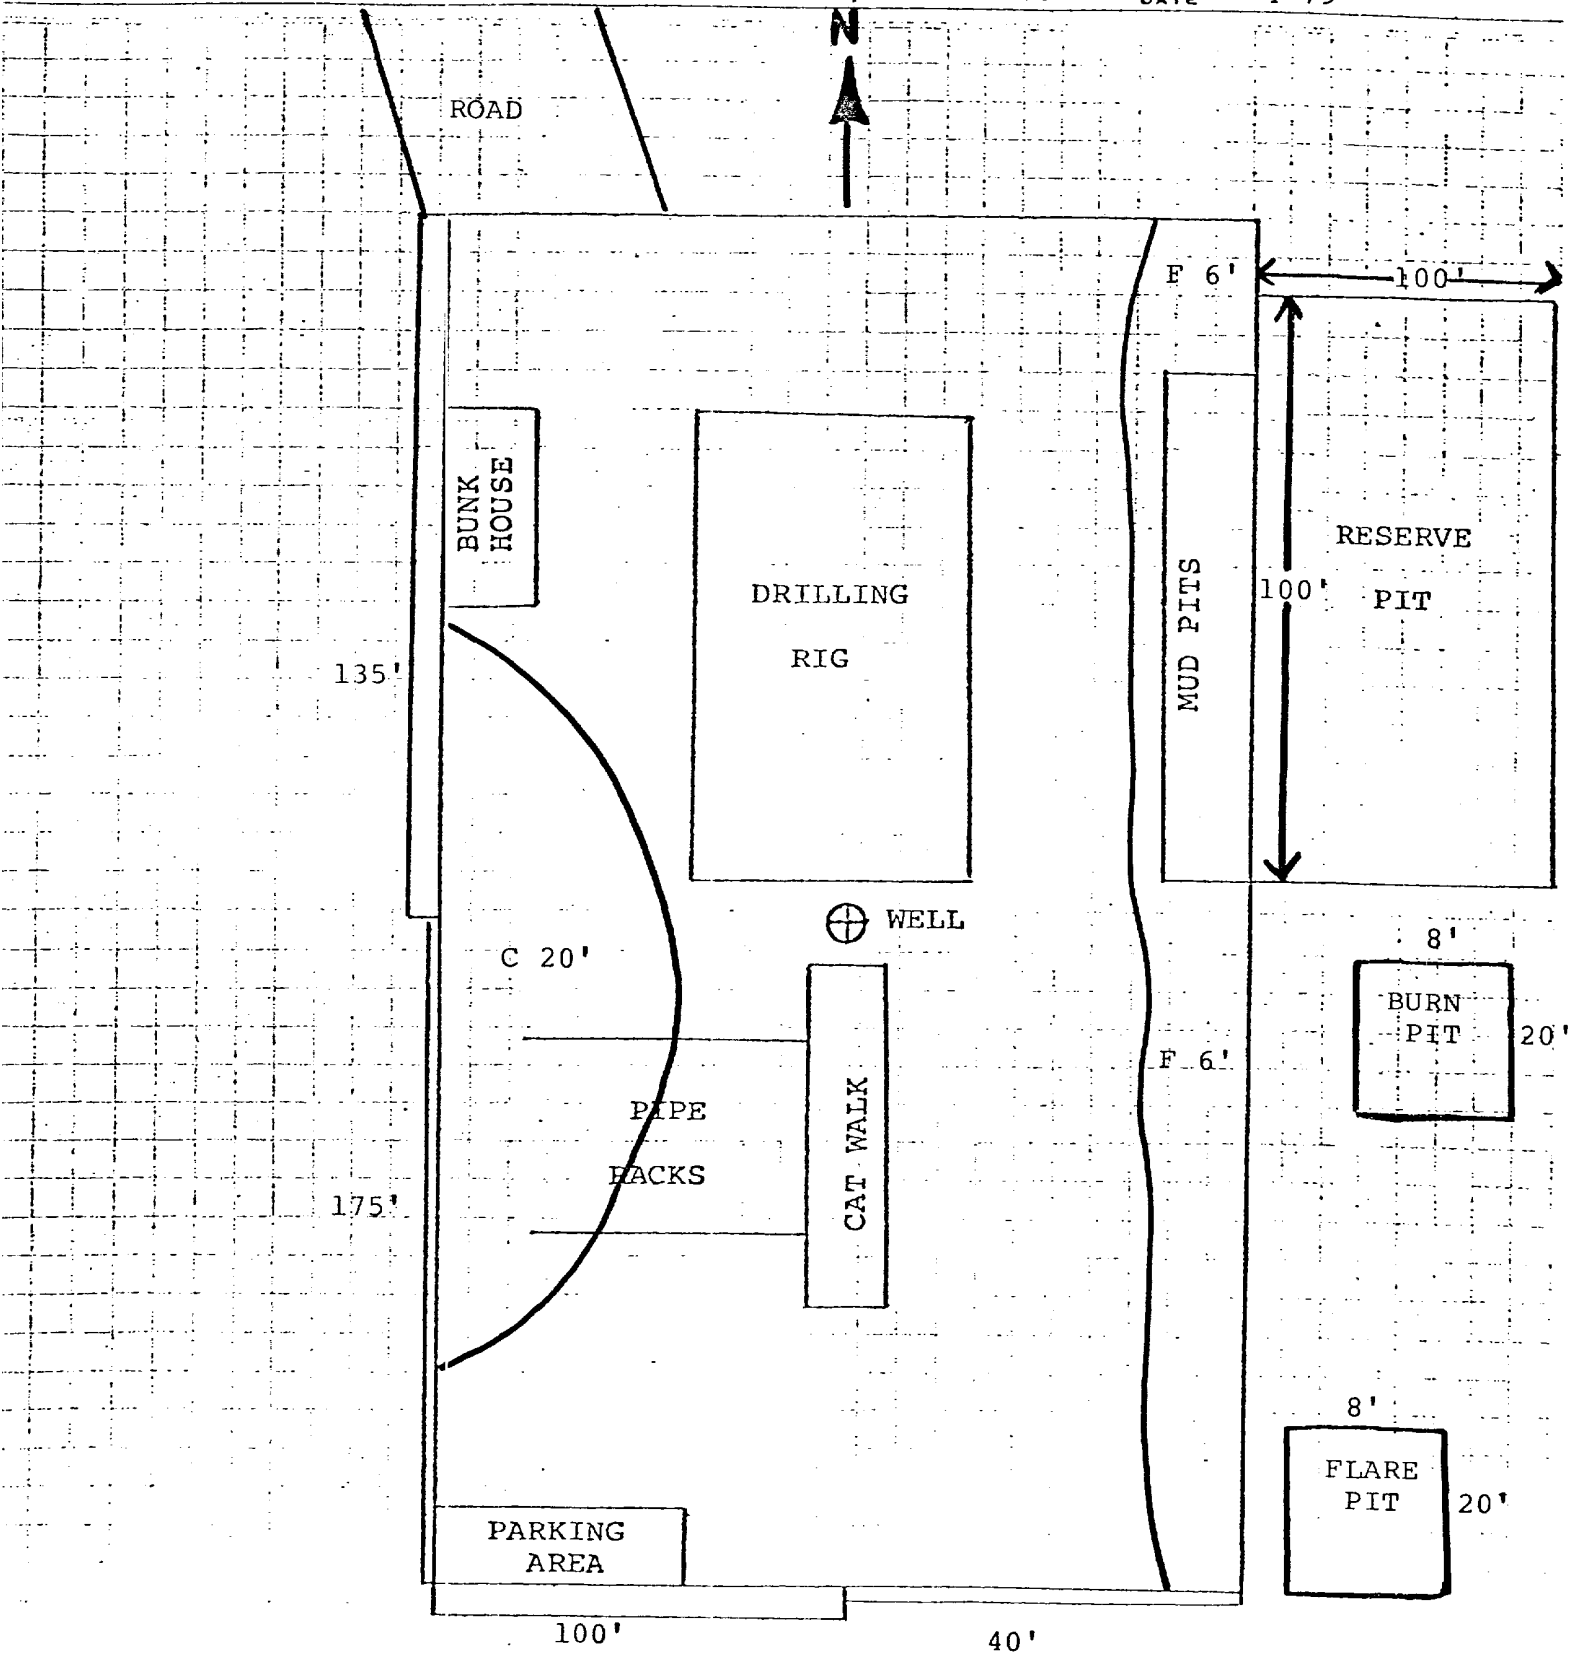 DATE
N
ROAD
F 6'
100'
BUNK
HOUSE
DRILLING
RIG
MUD PITS
100'
RESERVE
PIT
135'
WELL
C 20'
8'
BURN
PIT
20'
F 6'
PIPE
RACKS
CAT WALK
175'
8'
FLARE
PIT
20'
PARKING
AREA
100'
40'